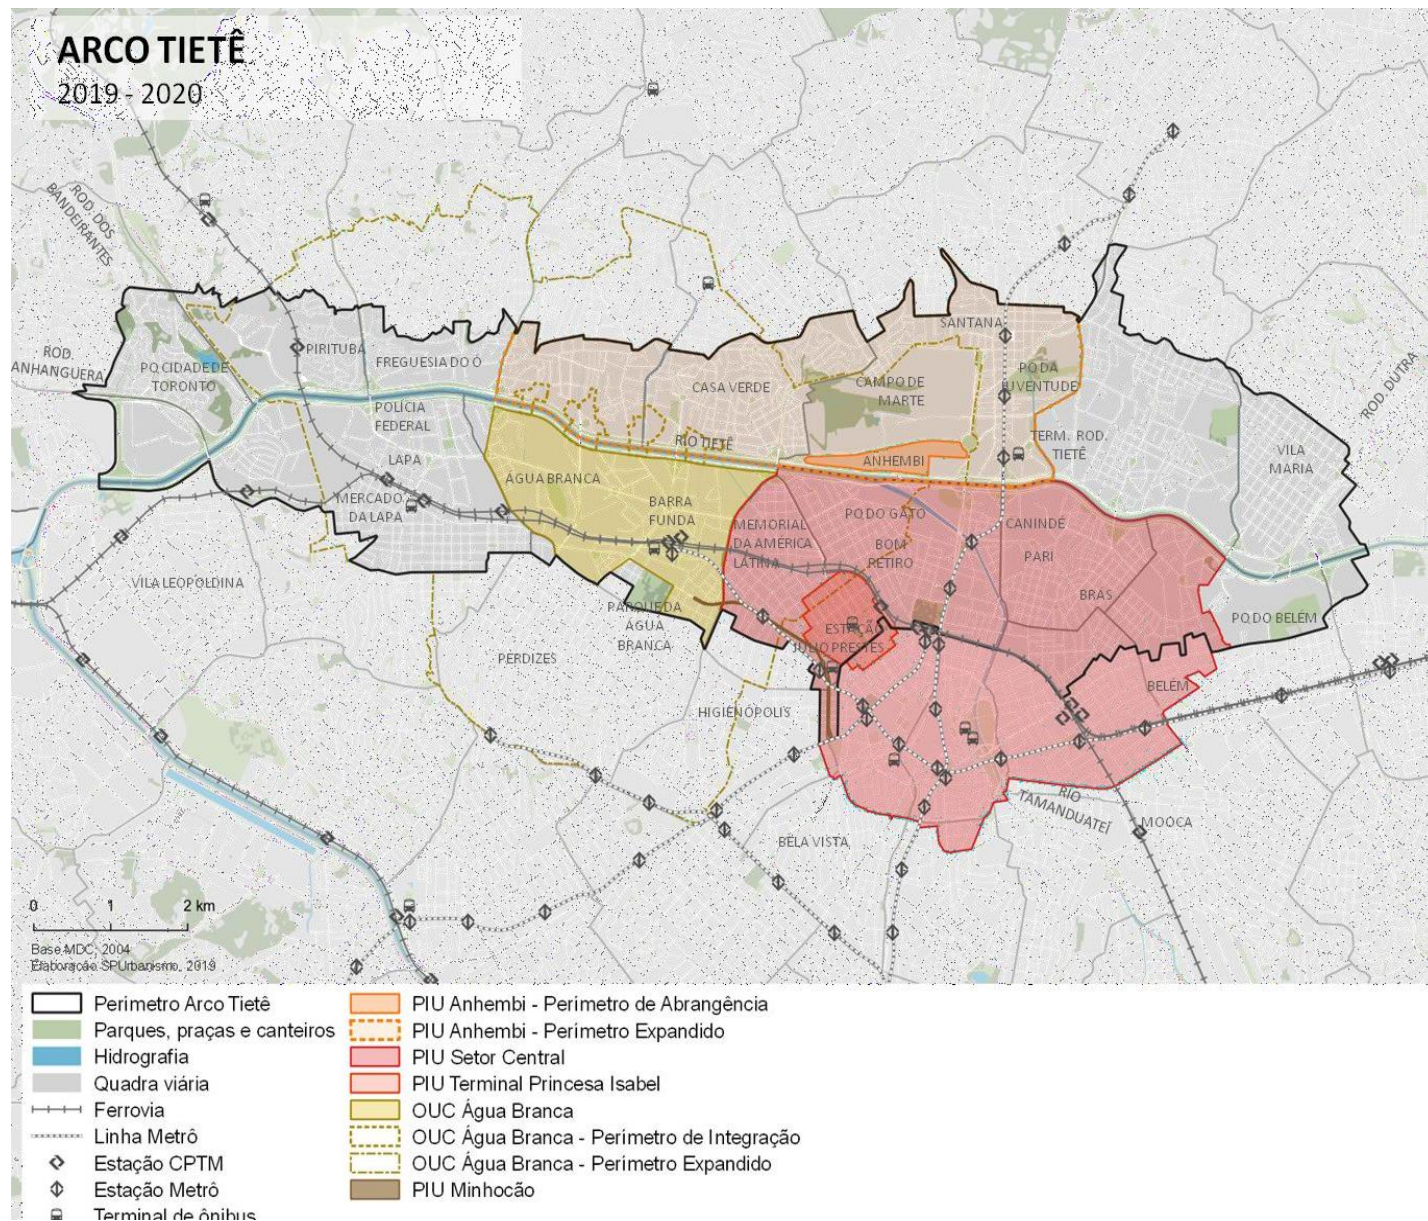 ARCO TIETÊ
2019 - 2020
ROD. DOS
BANDEIRANTES
ROD.
ANHANGUERA
PQ CIDADE DE
TORONTO
PIRITUBA
FREGUESIA DO Ó
POLÍCIA
FEDERAL
LAPA
MERCADO
DA LAPA
VILA LEOPOLDINA
CASA VERDE
RIO TIETÊ
CAMPO DE
MARTE
SANTANA
PQ DA
JUVENTUDE
ANHEMBI
TERM. ROD.
TIETÊ
VILA
MARIA
ROD. DUTRA
ÁGUA BRANCA
BARRA
FUNDA
MEMORIAL
DA AMERICA
LATINA
PQ DO GATO
BOM
RETIRO
CANINDÉ
PARI
BRÁS
PQ DO BELÉM
BELÉM
PARQUE DA
ÁGUA
BRANCA
ESTAÇÃO
JULIO PRESTES
PERDIZES
HIGIENÓPOLIS
BELA VISTA
RIO
TAMANDUATEÍ
MOOCA
0 1 2 km
Base MDC, 2004
Elaboração SPUrbanismo, 2019
Perimetro Arco Tietê
Parques, praças e canteiros
Hidrografia
Quadra viária
Ferrovia
Linha Metrô
Estação CPTM
Estação Metrô
Terminal de ônibus
PIU Anhembi - Perímetro de Abrangência
PIU Anhembi - Perímetro Expandido
PIU Setor Central
PIU Terminal Princesa Isabel
OUC Água Branca
OUC Água Branca - Perímetro de Integração
OUC Água Branca - Perímetro Expandido
PIU Minhocão